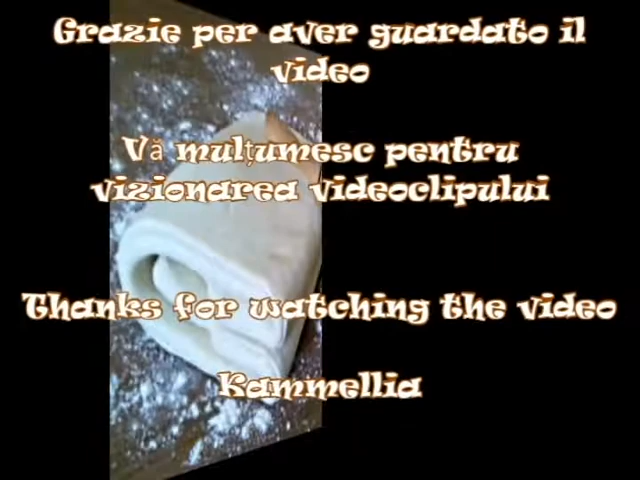 Grazie per aver guardato il
video
Vă mulțumesc pentru
vizionarea videoclipului
Thanks for watching the video
Kammellia